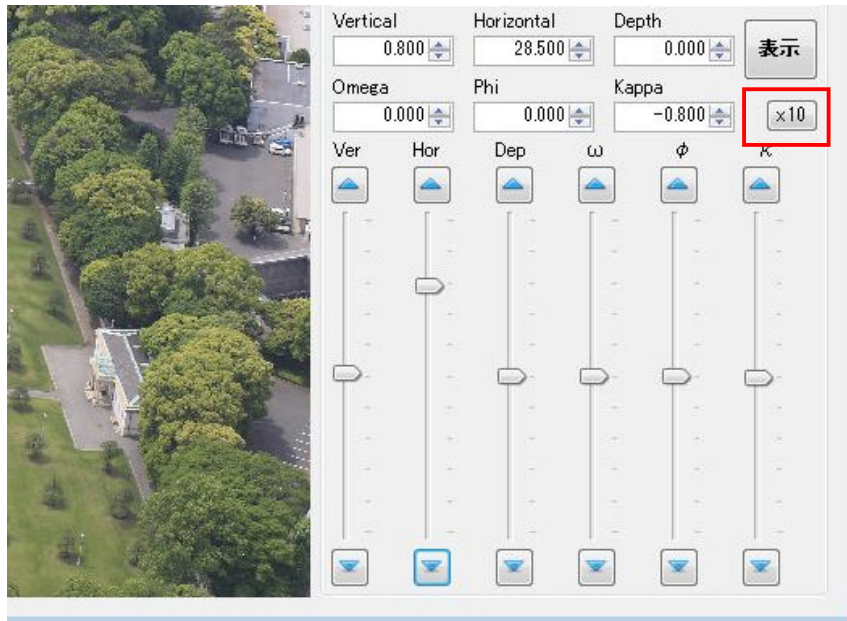 Vertical Horizontal Depth
0.800 28.500 0.000 表示
Omega Phi Kappa
0.000 0.000 -0.800 ×10
Ver Hor Dep ω φ κ